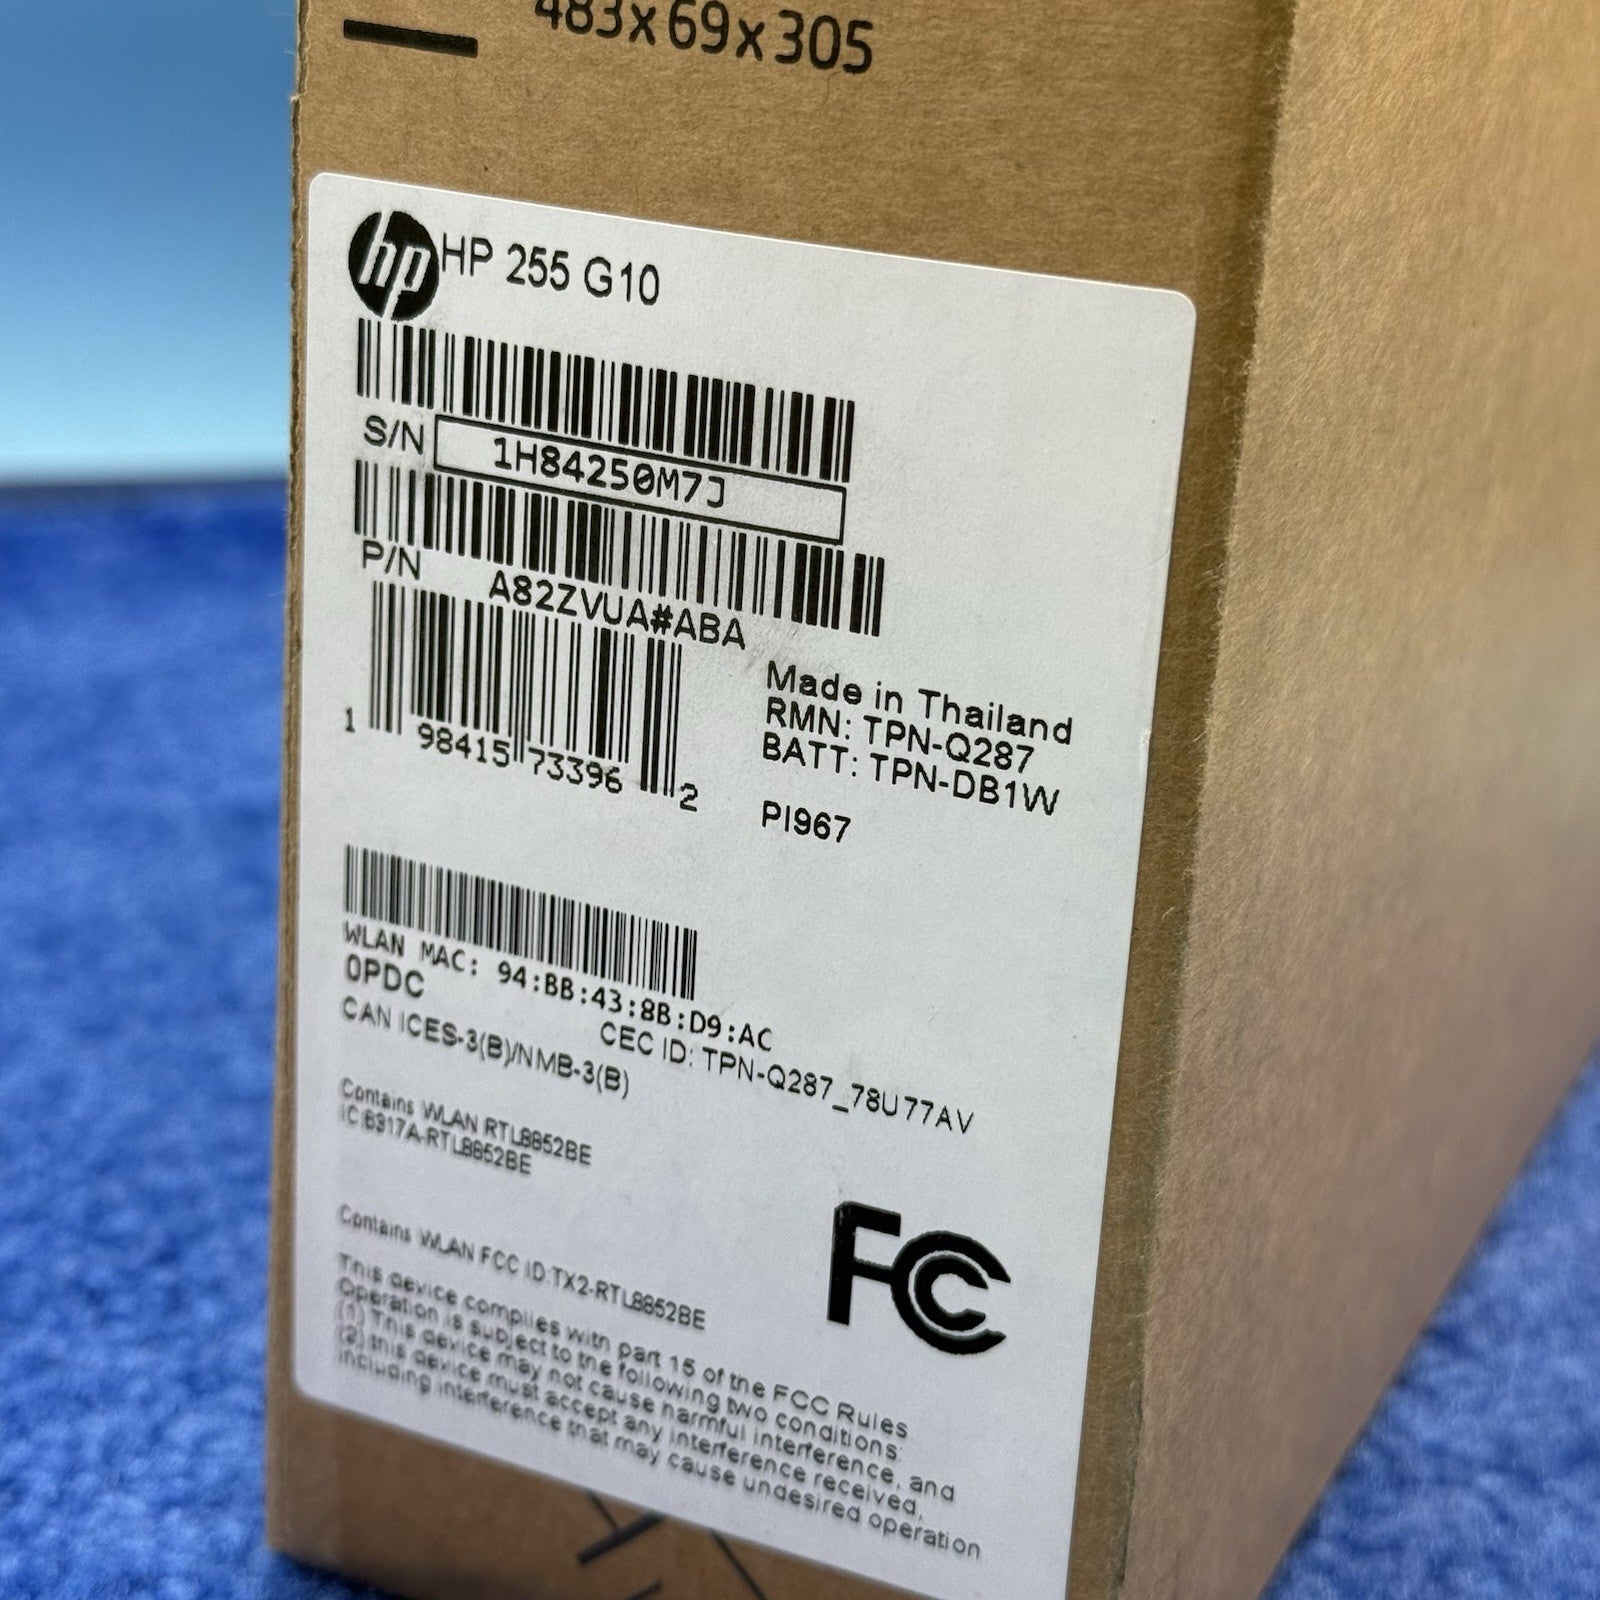 483x69x305
hp HP 255 G10
S/N 1H84250M7J
P/N A82ZVUA#ABA
1 98415 73396 2
Made in Thailand
RMN: TPN-Q287
BATT: TPN-DB1W
PI967
WLAN MAC: 94:BB:43:8B:D9:AC
0PDC
CEC ID: TPN-Q287_78U77AV
CAN ICES-3(B)/NMB-3(B)
Contains WLAN RTL8852BE
IC:6317A-RTL8852BE
Contains WLAN FCC ID:TX2-RTL8852BE
FC
This device complies with part 15 of the FCC Rules.
Operation is subject to the following two conditions:
(1) This device may not cause harmful interference, and
(2) this device must accept any interference received,
including interference that may cause undesired operation